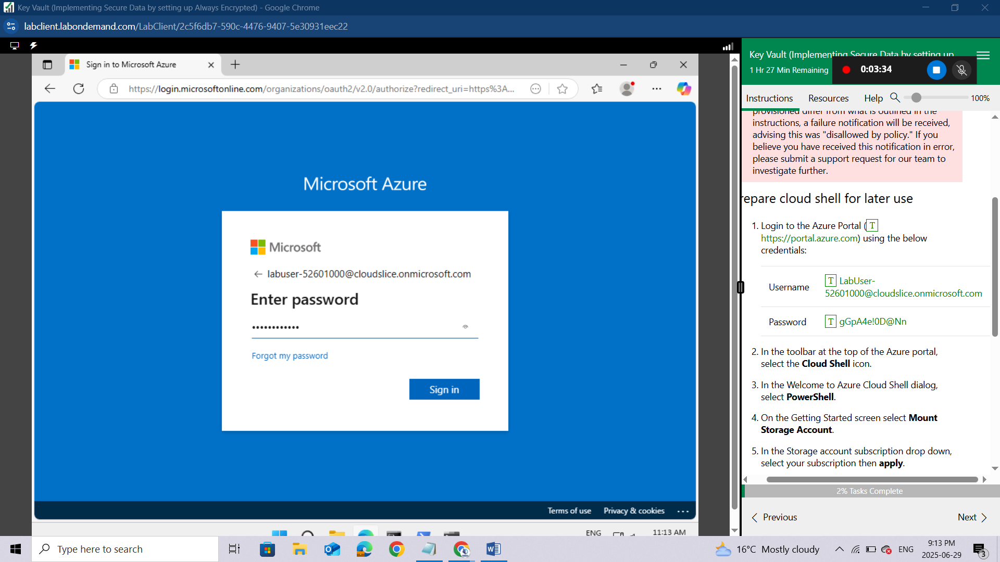 Key Vault (Implementing Secure Data by setting up Always Encrypted) - Google Chrome
labclient.labondemand.com/LabClient/2c5f6db7-590c-4476-9407-5e30931eec22
Sign in to Microsoft Azure
https://login.microsoftonline.com/organizations/oauth2/v2.0/authorize?redirect_uri=https%3A...
Microsoft Azure
Microsoft
labuser-52601000@cloudslice.onmicrosoft.com
Enter password
Forgot my password
Sign in
Terms of use
Privacy & cookies
ENG
11:13 AM
Key Vault (Implementing Secure Data by setting up
1 Hr 27 Min Remaining
0:03:34
Instructions
Resources
Help
100%
provisioned differ from what is outlined in the
instructions, a failure notification will be received,
advising this was "disallowed by policy." If you
believe you have received this notification in error,
please submit a support request for our team to
investigate further.
repare cloud shell for later use
1. Login to the Azure Portal (T
https://portal.azure.com) using the below
credentials:
Username
T LabUser-
52601000@cloudslice.onmicrosoft.com
Password
T gGpA4e!0D@Nn
2. In the toolbar at the top of the Azure portal,
select the Cloud Shell icon.
3. In the Welcome to Azure Cloud Shell dialog,
select PowerShell.
4. On the Getting Started screen select Mount
Storage Account.
5. In the Storage account subscription drop down,
select your subscription then apply.
2% Tasks Complete
Previous
Next
Type here to search
16°C Mostly cloudy
ENG
9:13 PM
2025-06-29
3